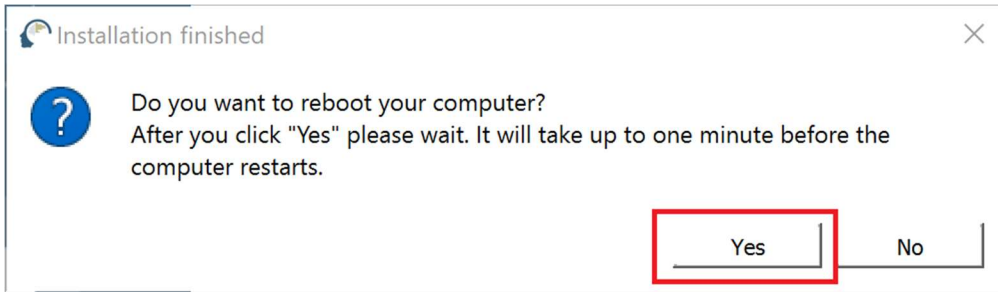 Installation finished
Do you want to reboot your computer?
After you click "Yes" please wait. It will take up to one minute before the
computer restarts.
Yes No